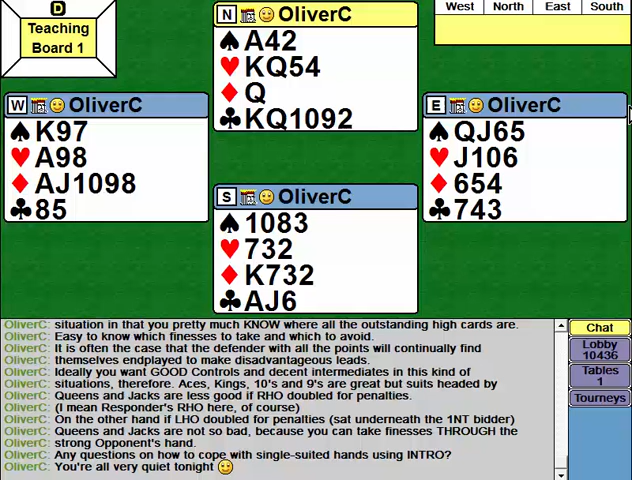 D
Teaching
Board 1
N OliverC
♠A42
♥KQ54
♦Q
♣KQ1092
West North East South
W OliverC
♠K97
♥A98
♦AJ1098
♣85
E OliverC
♠QJ65
♥J106
♦654
♣743
S OliverC
♠1083
♥732
♦K732
♣AJ6
OliverC: situation in that you pretty much KNOW where all the outstanding high cards are.
OliverC: Easy to know which finesses to take and which to avoid.
OliverC: It is often the case that the defender with all the points will continually find
OliverC: themselves endplayed to make disadvantageous leads.
OliverC: Ideally you want GOOD Controls and decent intermediates in this kind of
OliverC: situations, therefore. Aces, Kings, 10's and 9's are great but suits headed by
OliverC: Queens and Jacks are less good if RHO doubled for penalties.
OliverC: (I mean Responder's RHO here, of course)
OliverC: On the other hand if LHO doubled for penalties (sat underneath the 1NT bidder)
OliverC: Queens and Jacks are not so bad, because you can take finesses THROUGH the
OliverC: strong Opponent's hand.
OliverC: Any questions on how to cope with single-suited hands using INTRO?
OliverC: You're all very quiet tonight
Chat
Lobby
10436
Tables
1
Tourneys